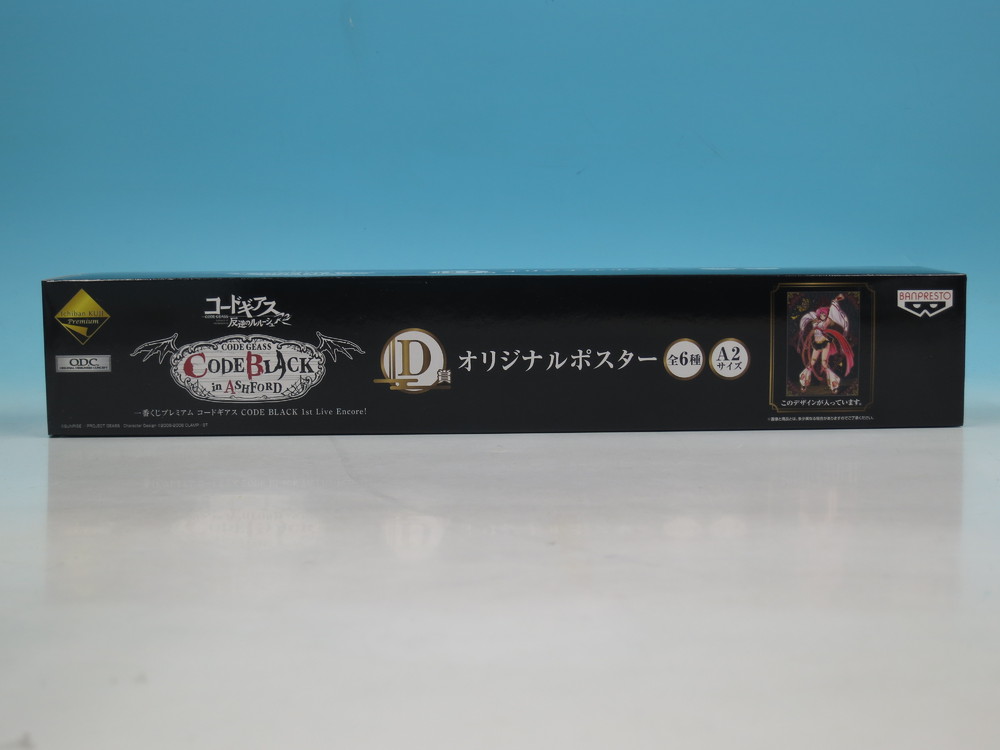 Ichiban KUJI
Premium
ODC
コードギアス
反逆のルルーシュR2
CODE GEASS
CODE BLACK
in ASHFORD
一番くじプレミアム コードギアス CODE BLACK 1st Live Encore!
D賞
オリジナルポスター
全6種
A2
サイズ
このデザインが入っています。
BANPRESTO